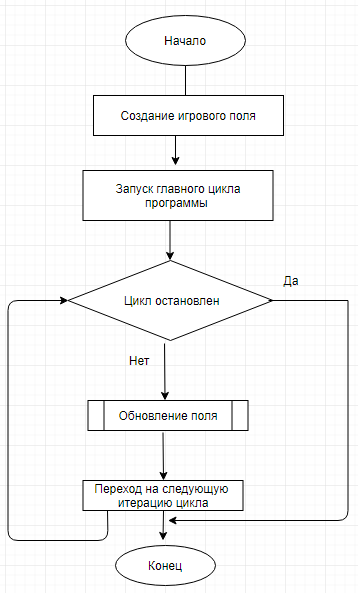 Начало
Создание игрового поля
Запуск главного цикла
программы
Цикл остановлен
Да
Нет
Обновление поля
Переход на следующую
итерацию цикла
Конец